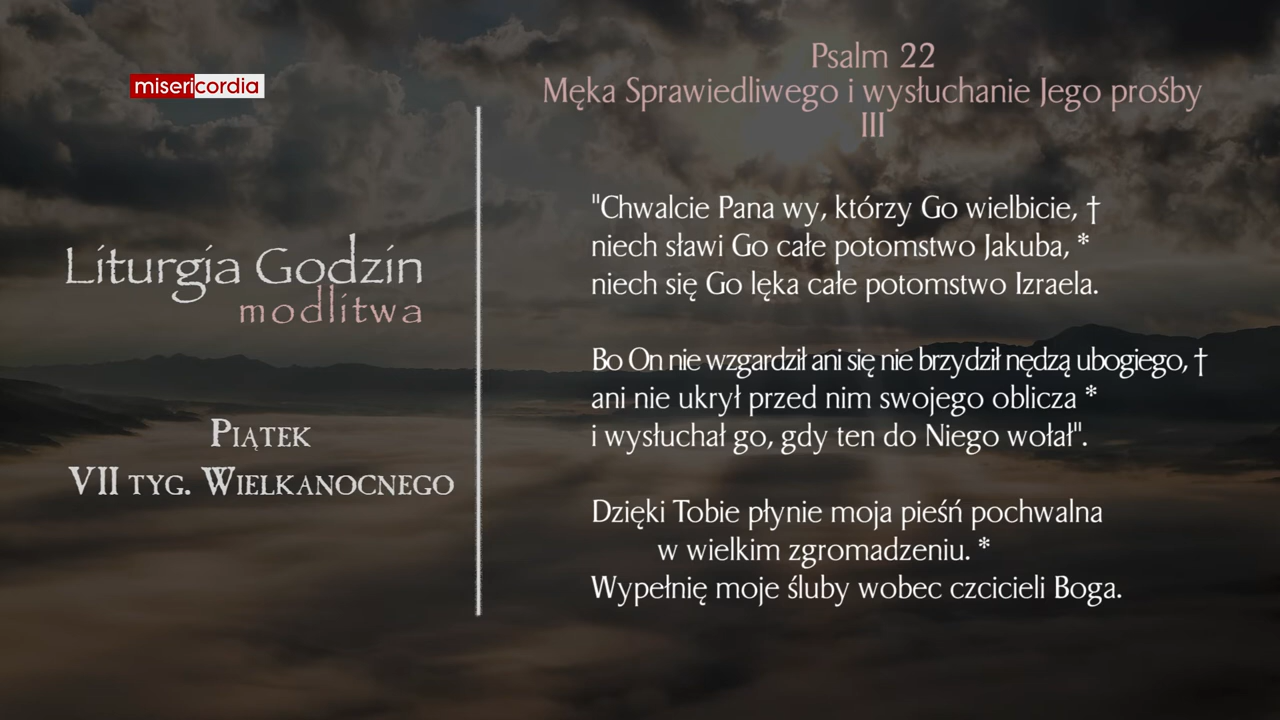 misericordia
Liturgia Godzin
modlitwa
Piątek
VII tyg. Wielkanocnego
Psalm 22
Męka Sprawiedliwego i wysłuchanie Jego prośby
III
"Chwalcie Pana wy, którzy Go wielbicie, †
niech sławi Go całe potomstwo Jakuba, *
niech się Go lęka całe potomstwo Izraela.
Bo On nie wzgardził ani się nie brzydził nędzą ubogiego, †
ani nie ukrył przed nim swojego oblicza *
i wysłuchał go, gdy ten do Niego wołał".
Dzięki Tobie płynie moja pieśń pochwalna
w wielkim zgromadzeniu. *
Wypełnię moje śluby wobec czcicieli Boga.